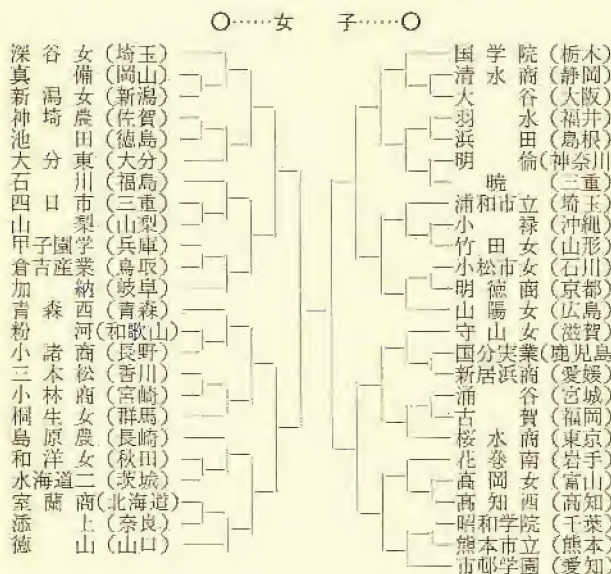 ○……女子……○
深谷女(埼玉)
真備(岡山)
新潟女(新潟)
神埼農(佐賀)
池田(徳島)
大分東(大分)
石川(福島)
四日市(三重)
山梨(山梨)
甲子園学(兵庫)
倉吉産業(鳥取)
加納(岐阜)
青森西(青森)
粉河(和歌山)
小諸商(長野)
三本松(香川)
小林商(宮崎)
桐生女(群馬)
島原農(長崎)
和洋女(秋田)
水海道二(茨城)
室蘭商(北海道)
添上(奈良)
徳山(山口)
国学院(栃木)
清水商(静岡)
大谷(大阪)
羽水(福井)
浜田(島根)
明倫(神奈川
暁(三重)
浦和市立(埼玉)
小禄(沖縄)
竹田女(山形)
小松市女(石川)
明徳商(京都)
山陽女(広島)
守山女(滋賀)
国分実業(鹿児島
新居浜商(愛媛)
涌谷(宮城)
古賀(福岡)
桜水商(東京)
花巻南(岩手)
高岡女(富山)
高知西(高知)
昭和学院(千葉)
熊本市立(熊本)
市邨学園(愛知)